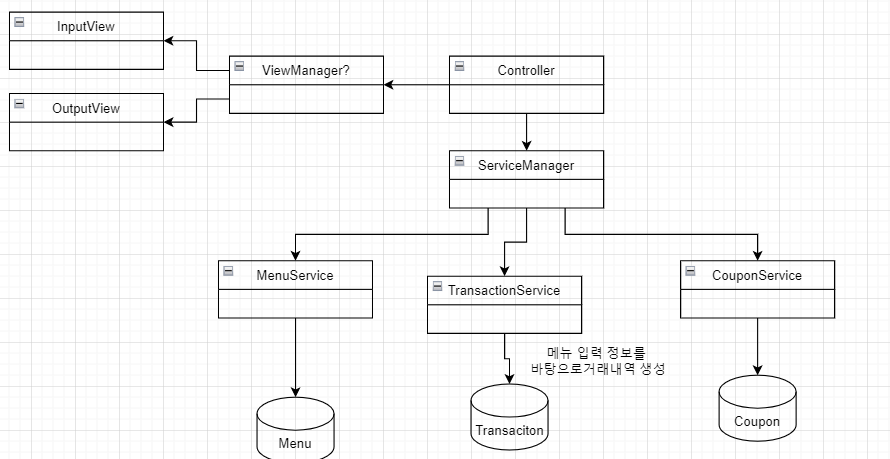 InputView
ViewManager?
Controller
OutputView
ServiceManager
MenuService
TransactionService
CouponService
메뉴 입력 정보를
바탕으로거래내역 생성
Menu
Transaciton
Coupon